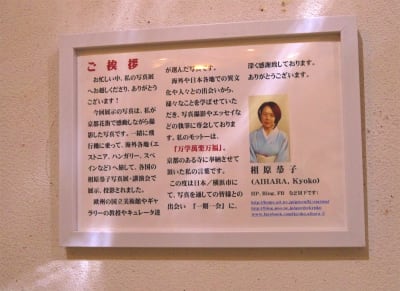 ご挨拶
お忙しい中、私の写真展
へお越しくださり、ありがとう
ございます！
今回展示の写真は、私が
京都花街で感動しながら撮
影した写真です。一緒に飛
行機に乗って、海外各地(エ
ストニア、ハンガリー、スペ
インなど)へ旅して、各国の
相原恭子写真展・講演会で
展示、投影されました。
欧州の国立美術館やギャ
ラリーの教授やキュレータ達
が選んだ写真です。
海外や日本各地での異文
化や人々との出会いから、
様々なことを学ばせていた
だき、写真撮影やエッセイな
どの執筆に専念しております。
私のモットーは、
『万学萬楽万福』。
京都のある寺に奉納させて
頂いた私の言葉です。
この度は日本／横浜市に
て、写真を通しての皆様との
出会い 『一期一会』に、
深く感謝致しております。
ありがとうございます。
相原恭子
(AIHARA, Kyoko)
HP, Blog, FB など以下です: